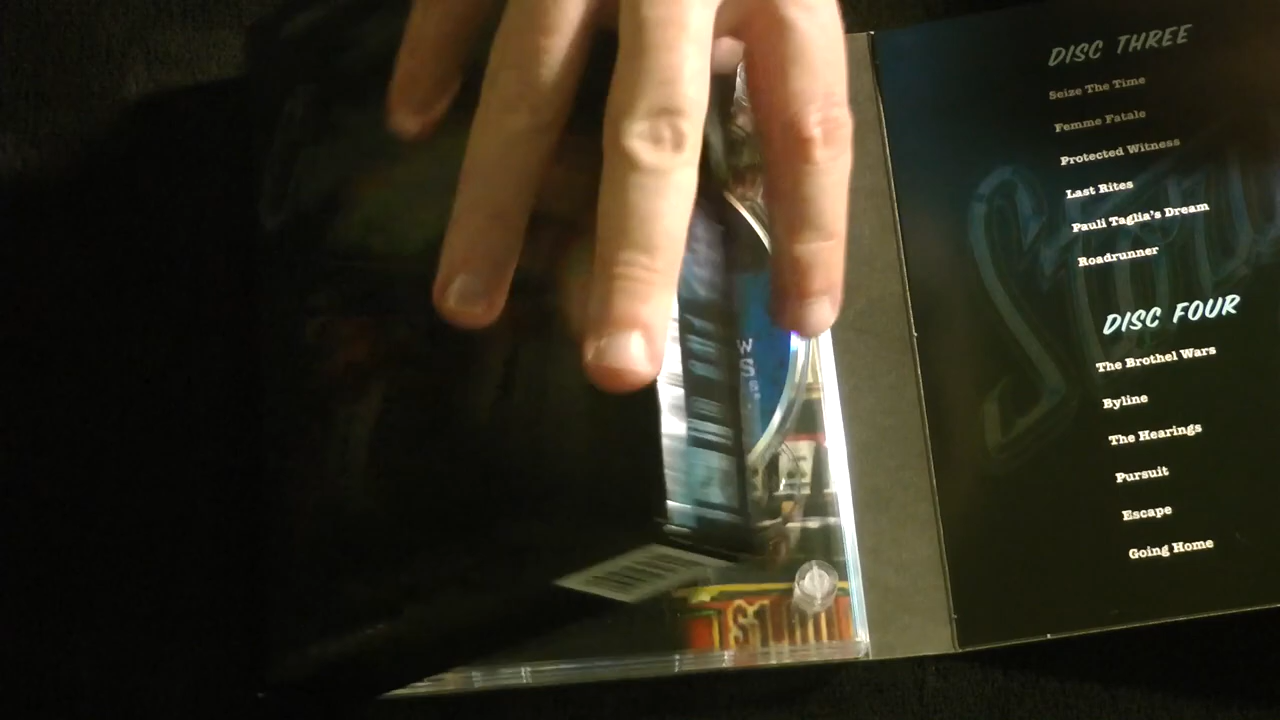 DISC THREE
Seize The Time
Femme Fatale
Protected Witness
Last Rites
Pauli Taglia's Dream
Roadrunner
DISC FOUR
The Brothel Wars
Byline
The Hearings
Pursuit
Escape
Going Home